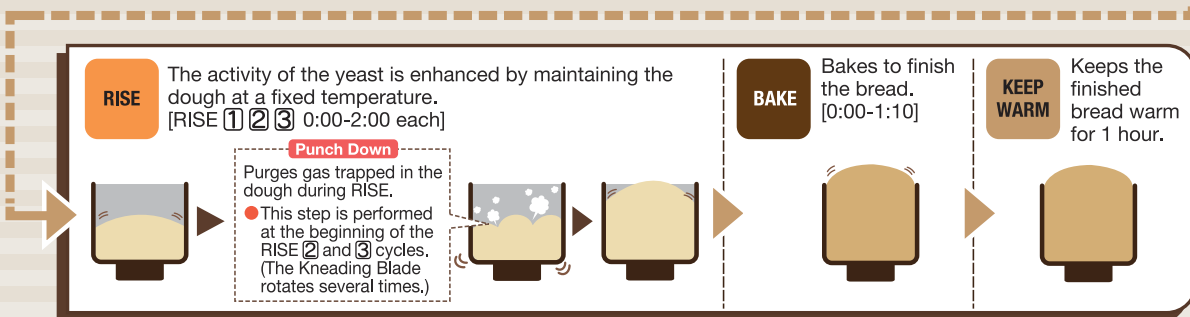 RISE
The activity of the yeast is enhanced by maintaining the
dough at a fixed temperature.
[RISE 1 2 3 0:00-2:00 each]
Punch Down
Purges gas trapped in the
dough during RISE.
●This step is performed
at the beginning of the
RISE 2 and 3 cycles.
(The Kneading Blade
rotates several times.)
BAKE
Bakes to finish
the bread.
[0:00-1:10]
KEEP
WARM
Keeps the
finished
bread warm
for 1 hour.